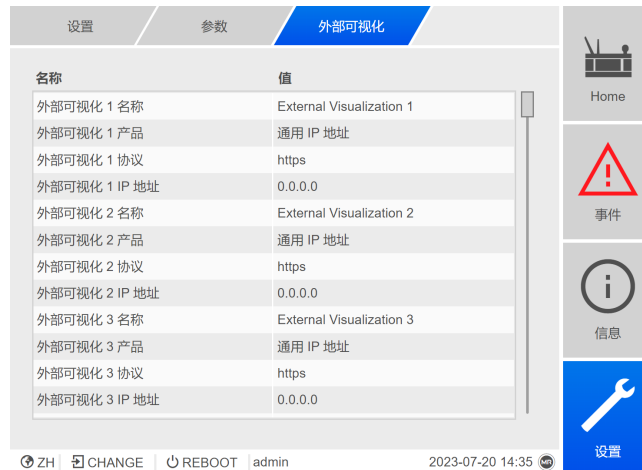 设置 参数 外部可视化
名称 值
外部可视化 1 名称 External Visualization 1
外部可视化 1 产品 通用 IP 地址
外部可视化 1 协议 https
外部可视化 1 IP 地址 0.0.0.0
外部可视化 2 名称 External Visualization 2
外部可视化 2 产品 通用 IP 地址
外部可视化 2 协议 https
外部可视化 2 IP 地址 0.0.0.0
外部可视化 3 名称 External Visualization 3
外部可视化 3 产品 通用 IP 地址
外部可视化 3 协议 https
外部可视化 3 IP 地址 0.0.0.0
Home
事件
信息
设置
ZH CHANGE REBOOT admin 2023-07-20 14:35 MR